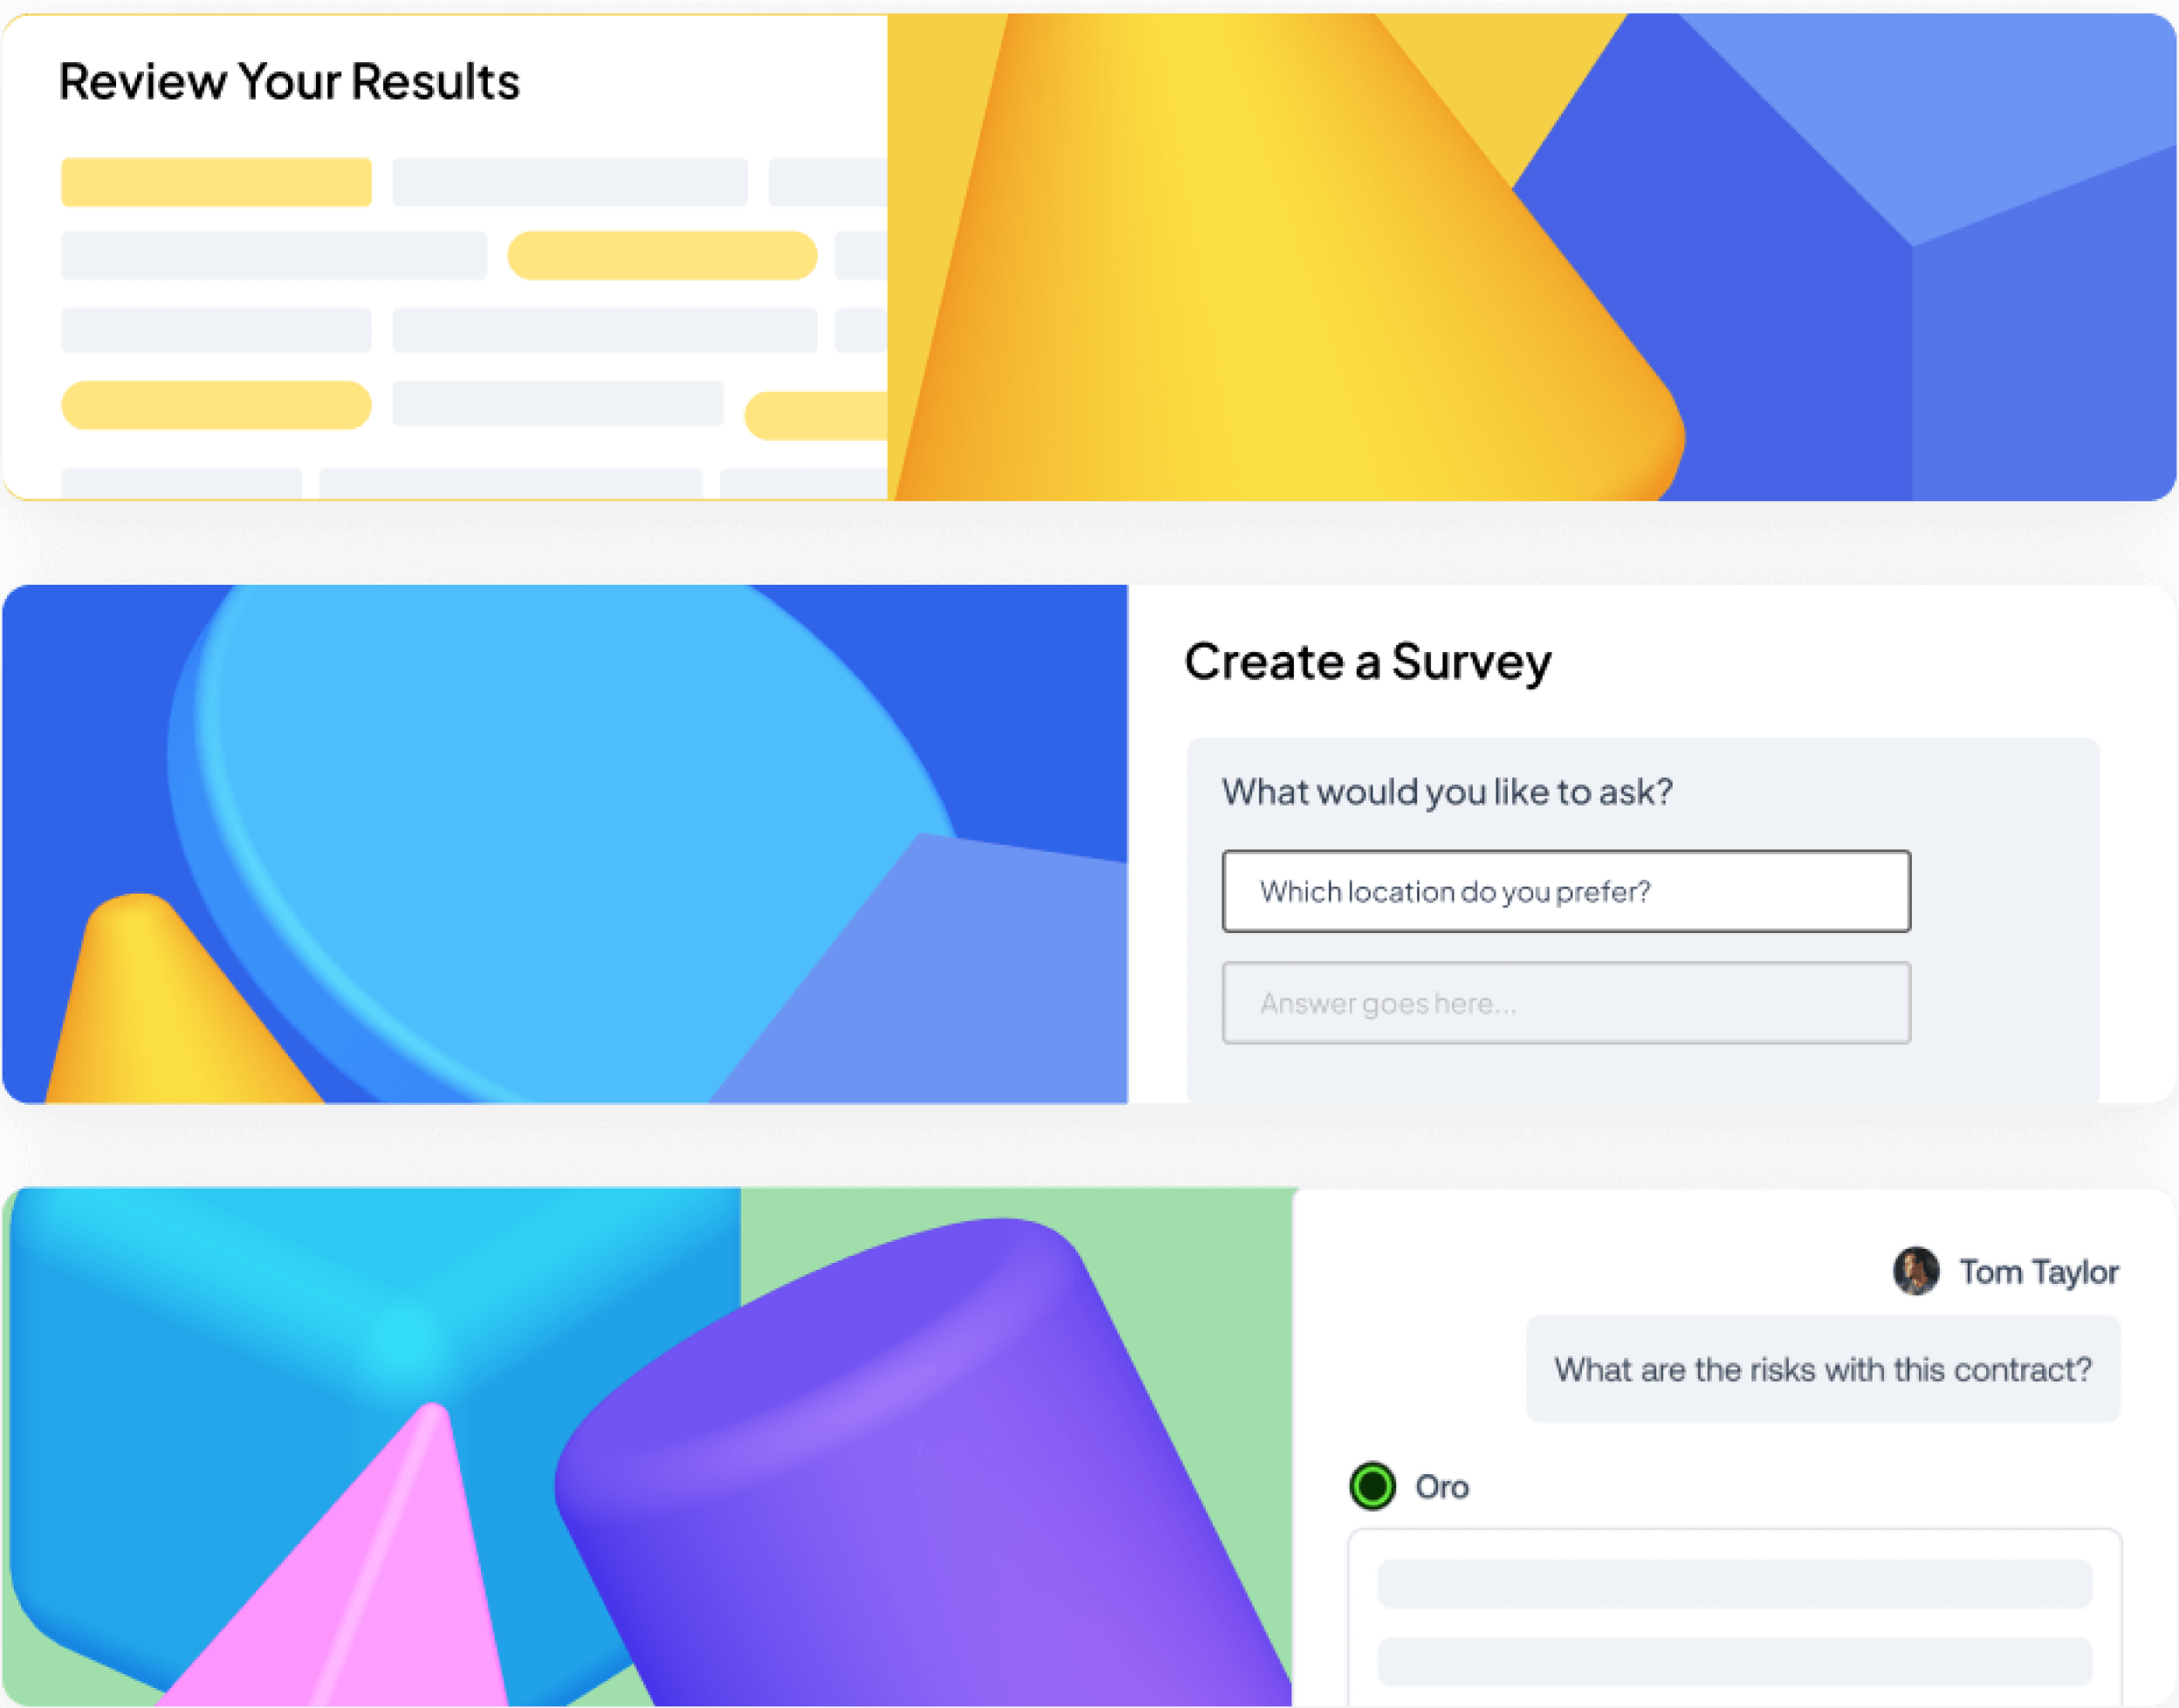 Review Your Results
Create a Survey
What would you like to ask?
Which location do you prefer?
Answer goes here...
Tom Taylor
What are the risks with this contract?
Oro